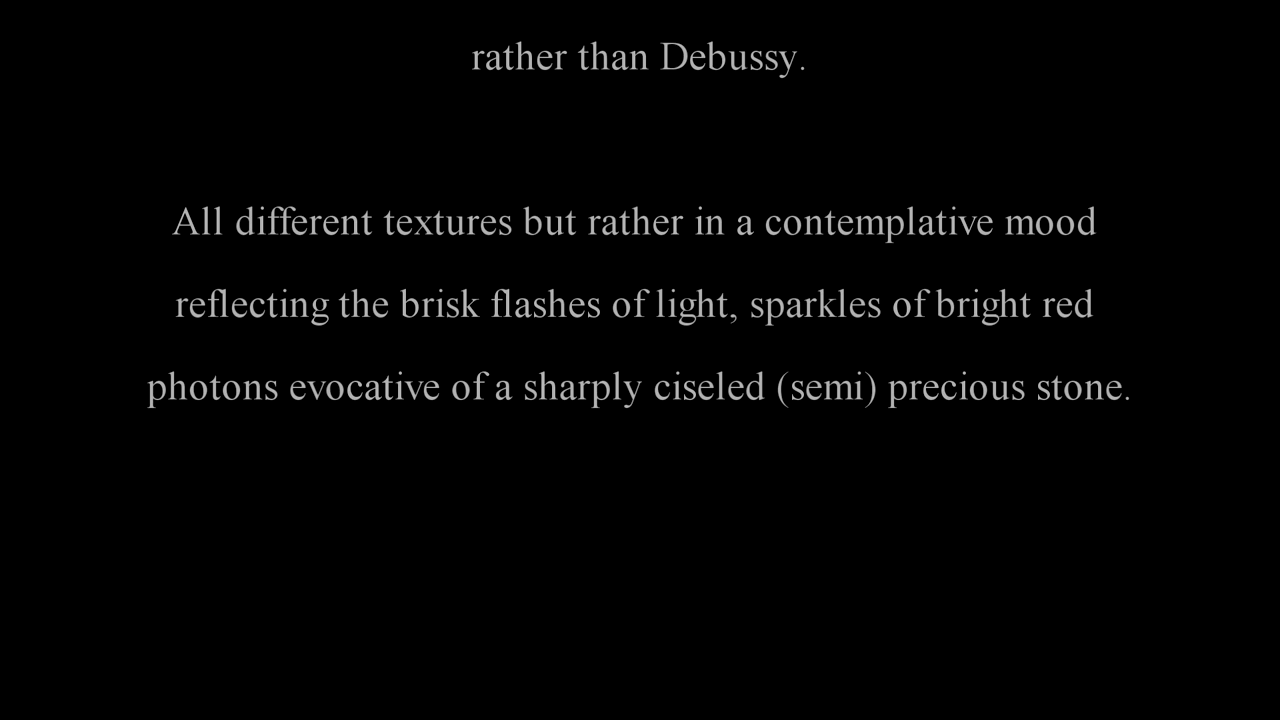 rather than Debussy.
All different textures but rather in a contemplative mood
reflecting the brisk flashes of light, sparkles of bright red
photons evocative of a sharply ciseled (semi) precious stone.